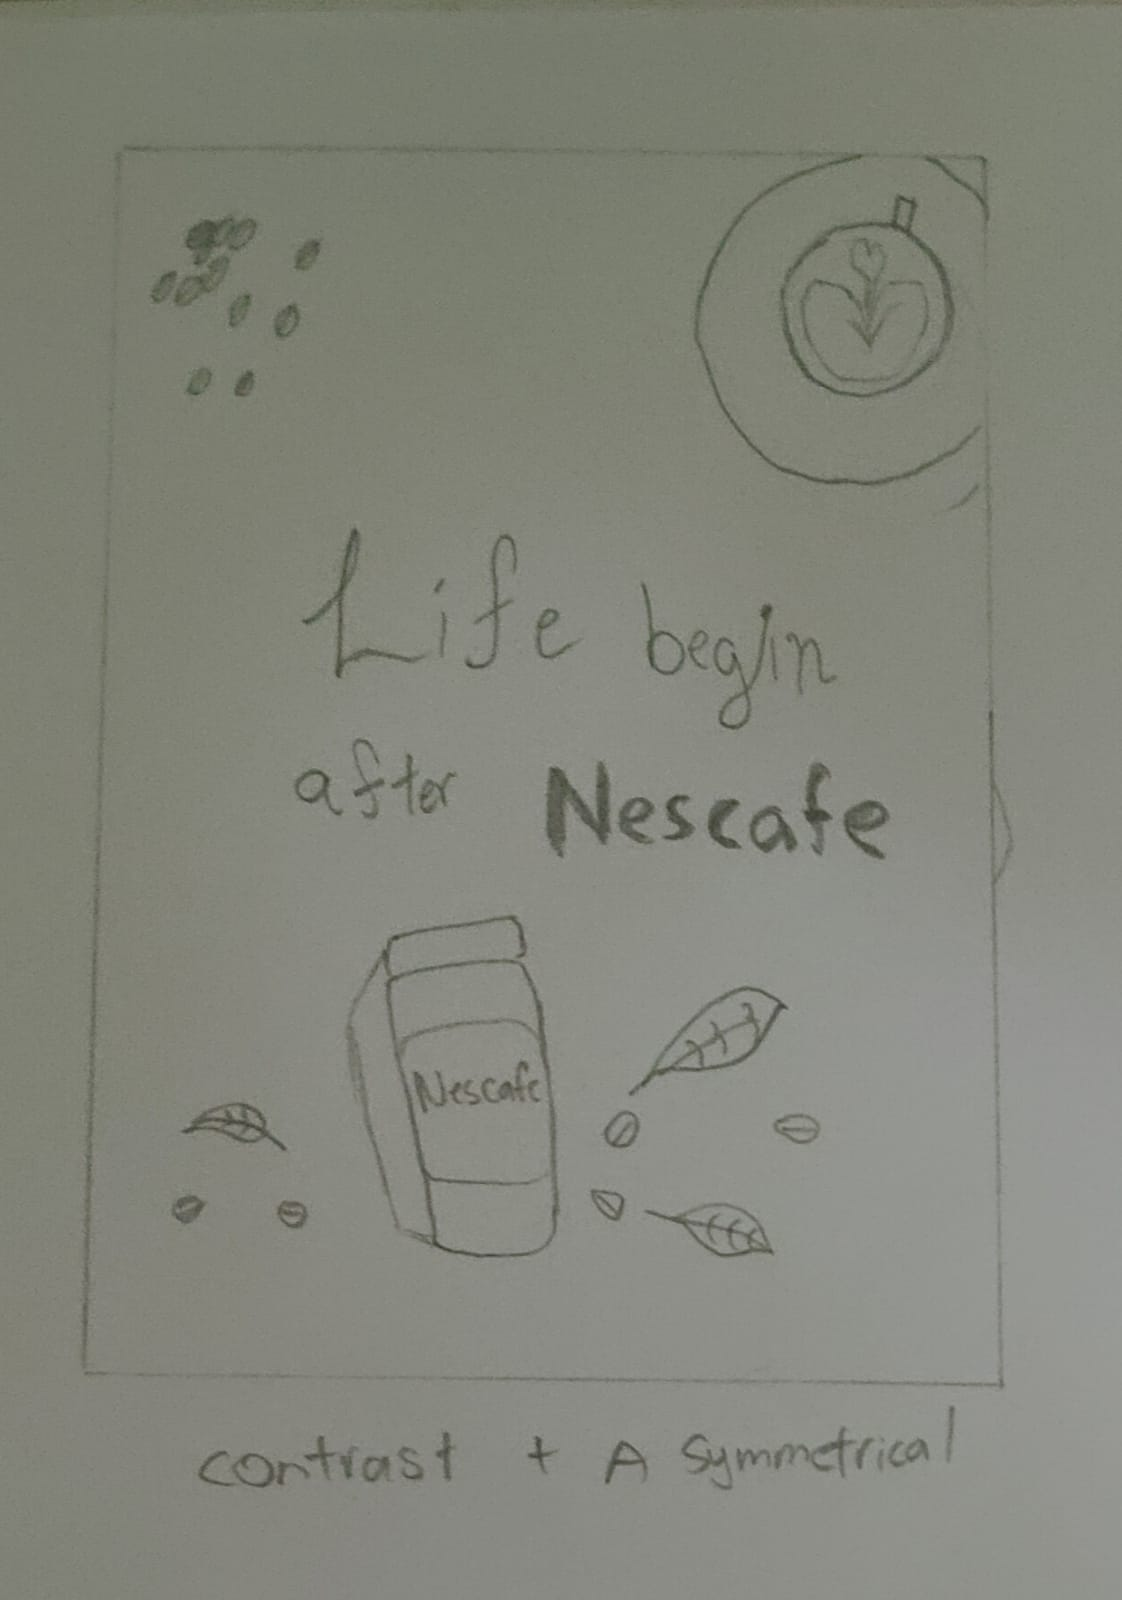 Life begin
after Nescafe
Nescafe
contrast + A symmetrical